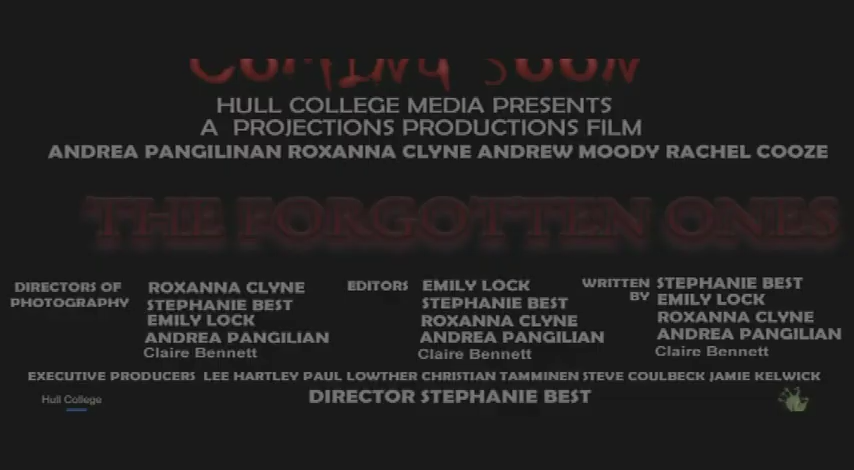 COMING SOON
HULL COLLEGE MEDIA PRESENTS
A PROJECTIONS PRODUCTIONS FILM
ANDREA PANGILINAN ROXANNA CLYNE ANDREW MOODY RACHEL COOZE
THE FORGOTTEN ONES
DIRECTORS OF PHOTOGRAPHY
ROXANNA CLYNE
STEPHANIE BEST
EMILY LOCK
ANDREA PANGILIAN
Claire Bennett
EDITORS
EMILY LOCK
STEPHANIE BEST
ROXANNA CLYNE
ANDREA PANGILIAN
Claire Bennett
WRITTEN BY
STEPHANIE BEST
EMILY LOCK
ROXANNA CLYNE
ANDREA PANGILIAN
Claire Bennett
EXECUTIVE PRODUCERS LEE HARTLEY PAUL LOWTHER CHRISTIAN TAMMINEN STEVE COULBECK JAMIE KELWICK
Hull College
DIRECTOR STEPHANIE BEST